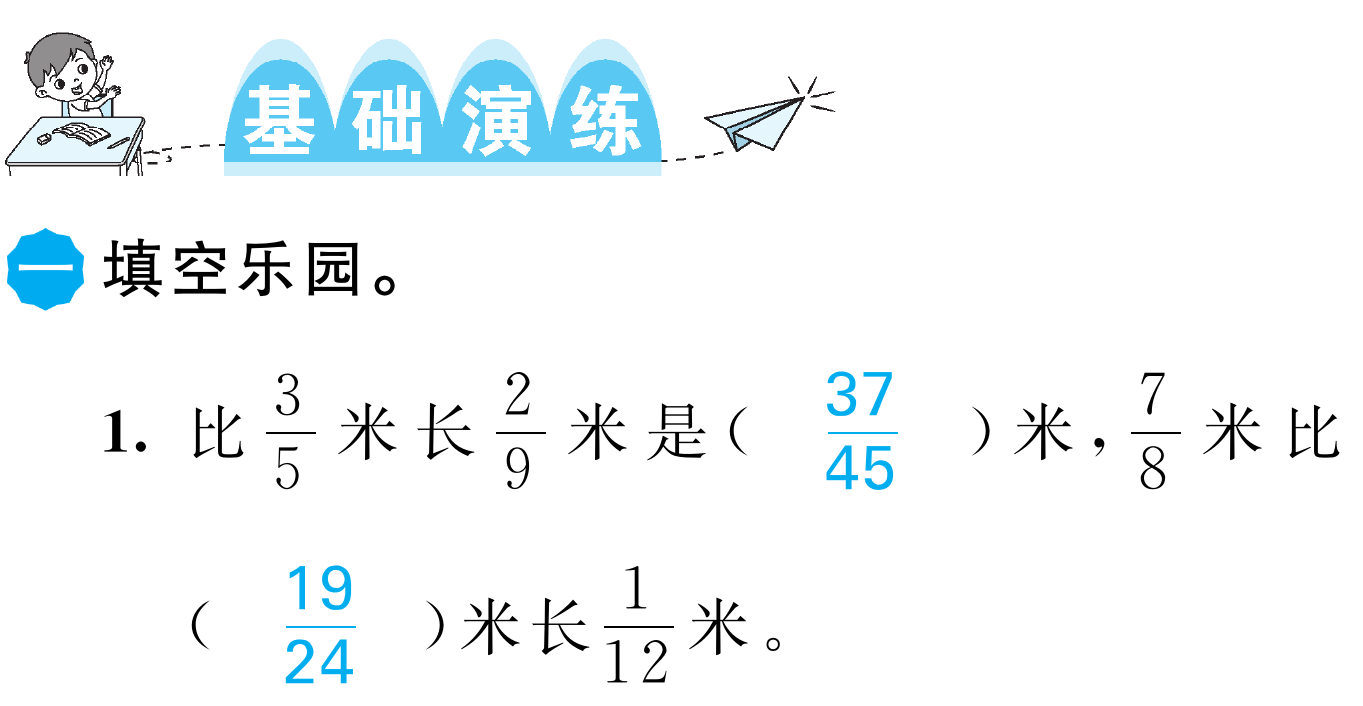 基础演练
一 填空乐园。
1. 比 3/5 米长 2/9 米是( 37/45 )米,7/8 米比
( 19/24 )米长 1/12 米。